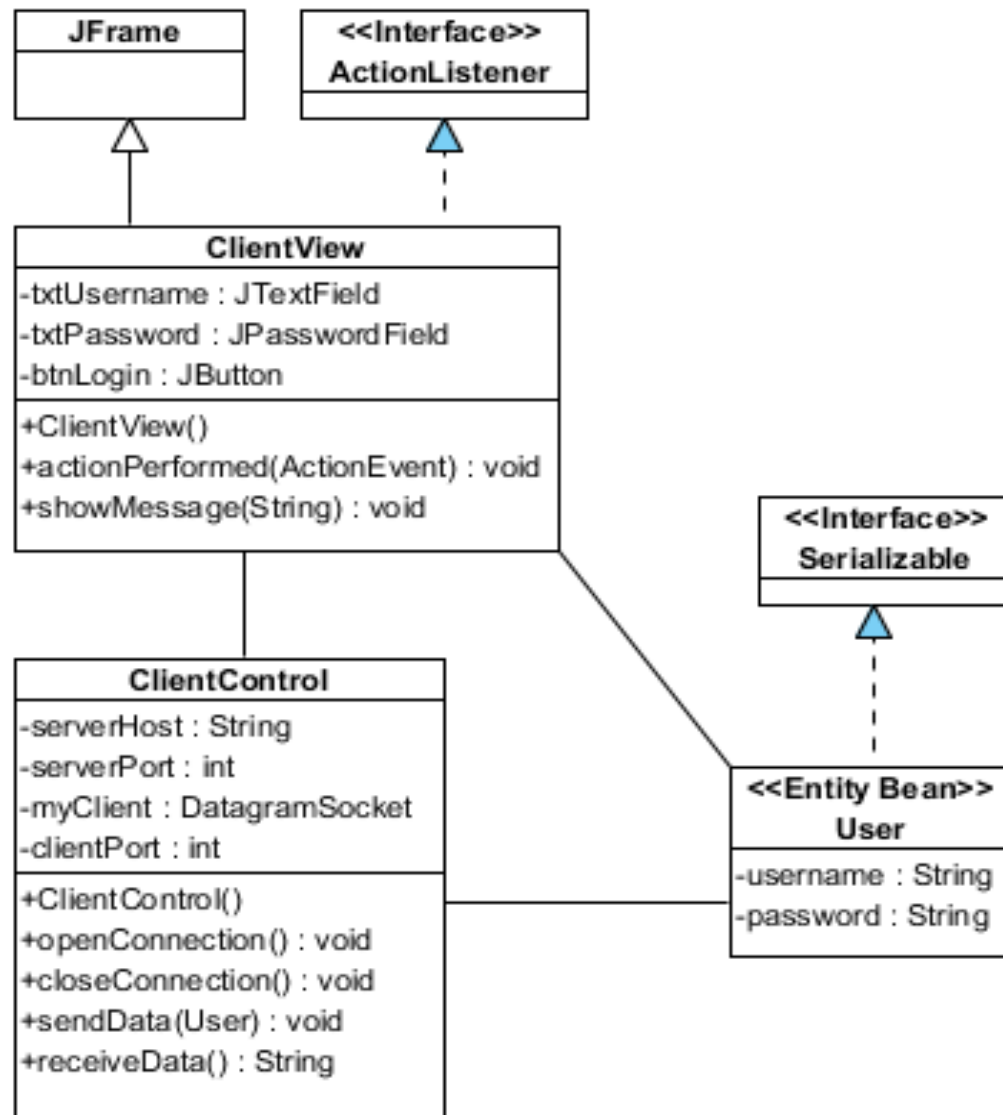 JFrame
<<Interface>>
ActionListener
ClientView
-txtUsername : JTextField
-txtPassword : JPasswordField
-btnLogin : JButton
+ClientView()
+actionPerformed(ActionEvent) : void
+showMessage(String) : void
<<Interface>>
Serializable
ClientControl
-serverHost : String
-serverPort : int
-myClient : DatagramSocket
-clientPort : int
+ClientControl()
+openConnection() : void
+closeConnection() : void
+sendData(User) : void
+receiveData() : String
<<Entity Bean>>
User
-username : String
-password : String